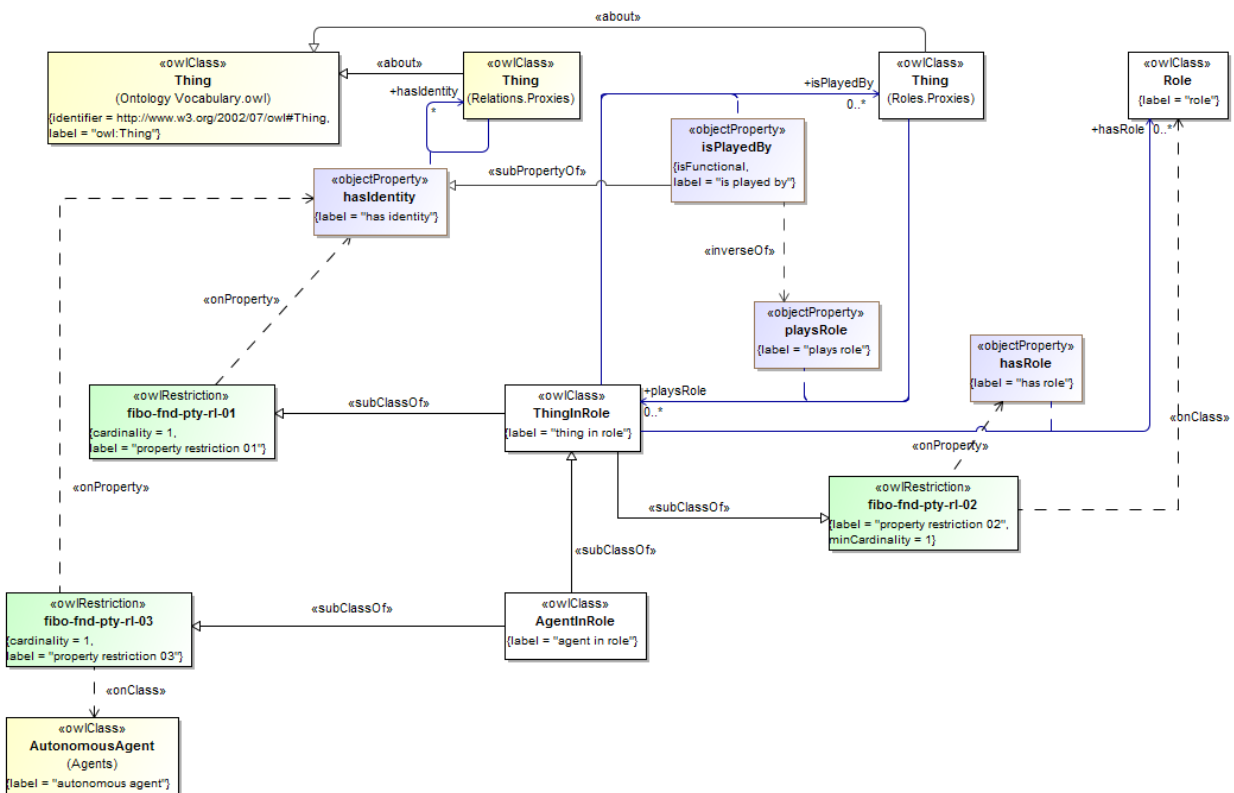 «about»
«owlClass»
Thing
(Ontology Vocabulary.owl)
{identifier = http://www.w3.org/2002/07/owl#Thing,
label = "owl:Thing"}
«about»
«owlClass»
Thing
(Relations.Proxies)
+hasIdentity
*
+isPlayedBy
0..*
«owlClass»
Thing
(Roles.Proxies)
«owlClass»
Role
{label = "role"}
+hasRole
0..*
«objectProperty»
isPlayedBy
{isFunctional,
label = "is played by"}
«subPropertyOf»
«objectProperty»
hasIdentity
{label = "has identity"}
«inverseOf»
«onProperty»
«objectProperty»
playsRole
{label = "plays role"}
«objectProperty»
hasRole
{label = "has role"}
+playsRole
0..*
«owlRestriction»
fibo-fnd-pty-rl-01
{cardinality = 1,
label = "property restriction 01"}
«subClassOf»
«owlClass»
ThingInRole
{label = "thing in role"}
«onClass»
«onProperty»
«onProperty»
«subClassOf»
«owlRestriction»
fibo-fnd-pty-rl-02
{label = "property restriction 02",
minCardinality = 1}
«subClassOf»
«owlRestriction»
fibo-fnd-pty-rl-03
{cardinality = 1,
label = "property restriction 03"}
«subClassOf»
«owlClass»
AgentInRole
{label = "agent in role"}
«onClass»
«owlClass»
AutonomousAgent
(Agents)
{label = "autonomous agent"}